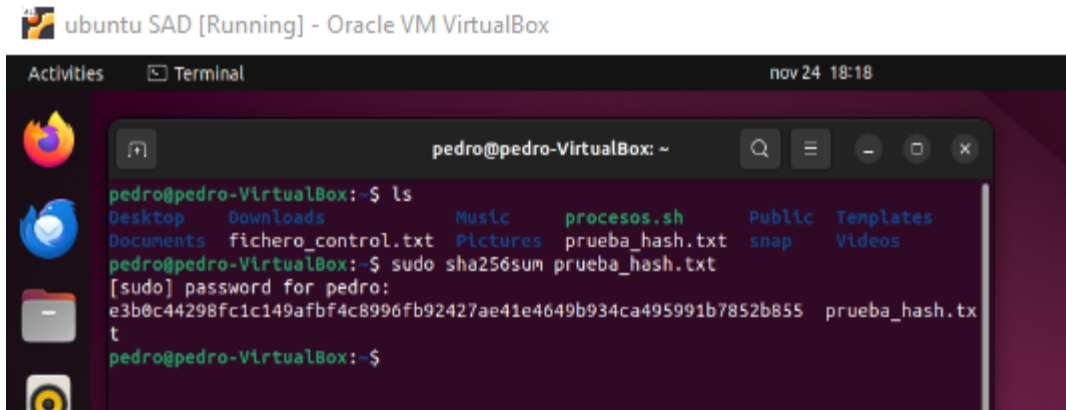 ubuntu SAD [Running] - Oracle VM VirtualBox
Activities Terminal nov 24 18:18
pedro@pedro-VirtualBox: ~
pedro@pedro-VirtualBox:~$ ls
Desktop Downloads Music procesos.sh Public Templates
Documents fichero_control.txt Pictures prueba_hash.txt snap Videos
pedro@pedro-VirtualBox:~$ sudo sha256sum prueba_hash.txt
[sudo] password for pedro:
e3b0c44298fc1c149afbf4c8996fb92427ae41e4649b934ca495991b7852b855 prueba_hash.tx
t
pedro@pedro-VirtualBox:~$